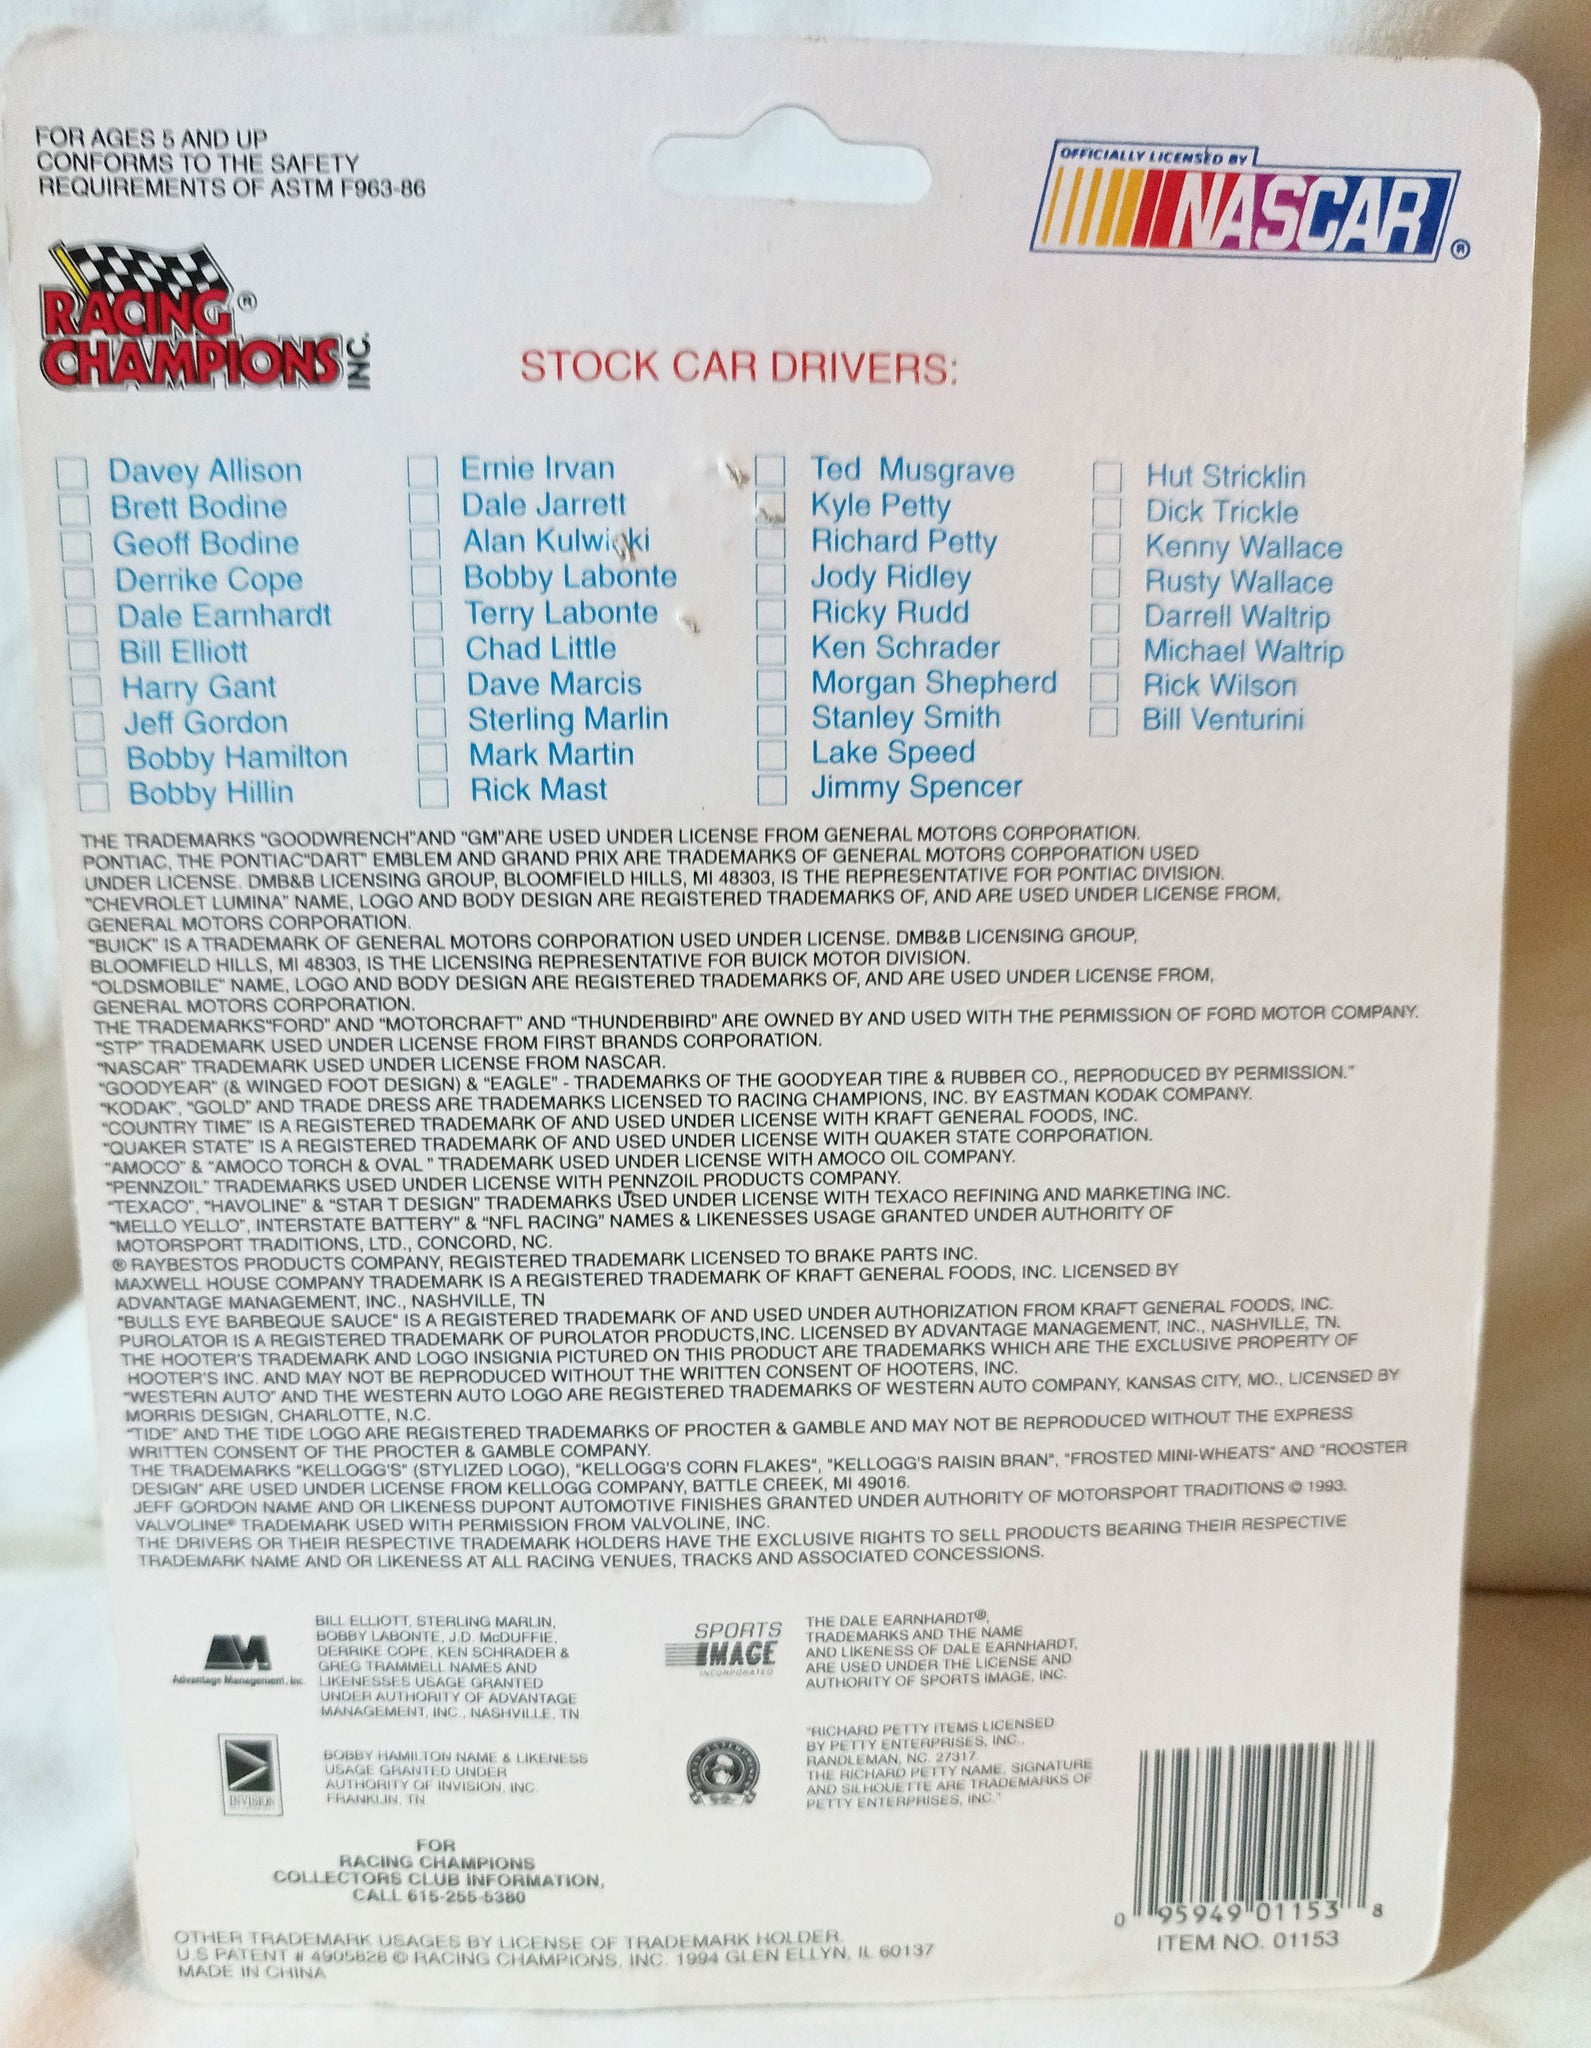 FOR AGES 5 AND UP
CONFORMS TO THE SAFETY
REQUIREMENTS OF ASTM F963-86
OFFICIALLY LICENSED BY
NASCAR®
RACING®
CHAMPIONS INC.
STOCK CAR DRIVERS:
Davey Allison
Brett Bodine
Geoff Bodine
Derrike Cope
Dale Earnhardt
Bill Elliott
Harry Gant
Jeff Gordon
Bobby Hamilton
Bobby Hillin
Ernie Irvan
Dale Jarrett
Alan Kulwicki
Bobby Labonte
Terry Labonte
Chad Little
Dave Marcis
Sterling Marlin
Mark Martin
Rick Mast
Ted Musgrave
Kyle Petty
Richard Petty
Jody Ridley
Ricky Rudd
Ken Schrader
Morgan Shepherd
Stanley Smith
Lake Speed
Jimmy Spencer
Hut Stricklin
Dick Trickle
Kenny Wallace
Rusty Wallace
Darrell Waltrip
Michael Waltrip
Rick Wilson
Bill Venturini
THE TRADEMARKS "GOODWRENCH"AND "GM"ARE USED UNDER LICENSE FROM GENERAL MOTORS CORPORATION.
PONTIAC, THE PONTIAC"DART" EMBLEM AND GRAND PRIX ARE TRADEMARKS OF GENERAL MOTORS CORPORATION USED
UNDER LICENSE. DMB&B LICENSING GROUP, BLOOMFIELD HILLS, MI 48303, IS THE REPRESENTATIVE FOR PONTIAC DIVISION.
"CHEVROLET LUMINA" NAME, LOGO AND BODY DESIGN ARE REGISTERED TRADEMARKS OF, AND ARE USED UNDER LICENSE FROM,
GENERAL MOTORS CORPORATION.
"BUICK" IS A TRADEMARK OF GENERAL MOTORS CORPORATION USED UNDER LICENSE. DMB&B LICENSING GROUP,
BLOOMFIELD HILLS, MI 48303, IS THE LICENSING REPRESENTATIVE FOR BUICK MOTOR DIVISION.
"OLDSMOBILE" NAME, LOGO AND BODY DESIGN ARE REGISTERED TRADEMARKS OF, AND ARE USED UNDER LICENSE FROM,
GENERAL MOTORS CORPORATION.
THE TRADEMARKS"FORD" AND "MOTORCRAFT" AND "THUNDERBIRD" ARE OWNED BY AND USED WITH THE PERMISSION OF FORD MOTOR COMPANY.
"STP" TRADEMARK USED UNDER LICENSE FROM FIRST BRANDS CORPORATION.
"NASCAR" TRADEMARK USED UNDER LICENSE FROM NASCAR.
"GOODYEAR" (& WINGED FOOT DESIGN) & "EAGLE" - TRADEMARKS OF THE GOODYEAR TIRE & RUBBER CO., REPRODUCED BY PERMISSION."
"KODAK", "GOLD" AND TRADE DRESS ARE TRADEMARKS LICENSED TO RACING CHAMPIONS, INC. BY EASTMAN KODAK COMPANY.
"COUNTRY TIME" IS A REGISTERED TRADEMARK OF AND USED UNDER LICENSE WITH KRAFT GENERAL FOODS, INC.
"QUAKER STATE" IS A REGISTERED TRADEMARK OF AND USED UNDER LICENSE WITH QUAKER STATE CORPORATION.
"AMOCO" & "AMOCO TORCH & OVAL " TRADEMARK USED UNDER LICENSE WITH AMOCO OIL COMPANY.
"PENNZOIL" TRADEMARKS USED UNDER LICENSE WITH PENNZOIL PRODUCTS COMPANY.
"TEXACO", "HAVOLINE" & "STAR T DESIGN" TRADEMARKS USED UNDER LICENSE WITH TEXACO REFINING AND MARKETING INC.
"MELLO YELLO", INTERSTATE BATTERY" & "NFL RACING" NAMES & LIKENESSES USAGE GRANTED UNDER AUTHORITY OF
MOTORSPORT TRADITIONS, LTD., CONCORD, NC.
® RAYBESTOS PRODUCTS COMPANY, REGISTERED TRADEMARK LICENSED TO BRAKE PARTS INC.
MAXWELL HOUSE COMPANY TRADEMARK IS A REGISTERED TRADEMARK OF KRAFT GENERAL FOODS, INC. LICENSED BY
ADVANTAGE MANAGEMENT, INC., NASHVILLE, TN
"BULLS EYE BARBEQUE SAUCE" IS A REGISTERED TRADEMARK OF AND USED UNDER AUTHORIZATION FROM KRAFT GENERAL FOODS, INC.
PUROLATOR IS A REGISTERED TRADEMARK OF PUROLATOR PRODUCTS,INC. LICENSED BY ADVANTAGE MANAGEMENT, INC., NASHVILLE, TN.
THE HOOTER'S TRADEMARK AND LOGO INSIGNIA PICTURED ON THIS PRODUCT ARE TRADEMARKS WHICH ARE THE EXCLUSIVE PROPERTY OF
HOOTER'S INC. AND MAY NOT BE REPRODUCED WITHOUT THE WRITTEN CONSENT OF HOOTERS, INC.
"WESTERN AUTO" AND THE WESTERN AUTO LOGO ARE REGISTERED TRADEMARKS OF WESTERN AUTO COMPANY, KANSAS CITY, MO., LICENSED BY
MORRIS DESIGN, CHARLOTTE, N.C.
"TIDE" AND THE TIDE LOGO ARE REGISTERED TRADEMARKS OF PROCTER & GAMBLE AND MAY NOT BE REPRODUCED WITHOUT THE EXPRESS
WRITTEN CONSENT OF THE PROCTER & GAMBLE COMPANY.
THE TRADEMARKS "KELLOGG'S" (STYLIZED LOGO), "KELLOGG'S CORN FLAKES", "KELLOGG'S RAISIN BRAN", "FROSTED MINI-WHEATS" AND "ROOSTER
DESIGN" ARE USED UNDER LICENSE FROM KELLOGG COMPANY, BATTLE CREEK, MI 49016.
JEFF GORDON NAME AND OR LIKENESS DUPONT AUTOMOTIVE FINISHES GRANTED UNDER AUTHORITY OF MOTORSPORT TRADITIONS © 1993.
VALVOLINE® TRADEMARK USED WITH PERMISSION FROM VALVOLINE, INC.
THE DRIVERS OR THEIR RESPECTIVE TRADEMARK HOLDERS HAVE THE EXCLUSIVE RIGHTS TO SELL PRODUCTS BEARING THEIR RESPECTIVE
TRADEMARK NAME AND OR LIKENESS AT ALL RACING VENUES, TRACKS AND ASSOCIATED CONCESSIONS.
AM
Advantage Management, Inc.
BILL ELLIOTT, STERLING MARLIN,
BOBBY LABONTE, J.D. McDUFFIE,
DERRIKE COPE, KEN SCHRADER &
GREG TRAMMELL NAMES AND
LIKENESSES USAGE GRANTED
UNDER AUTHORITY OF ADVANTAGE
MANAGEMENT, INC., NASHVILLE, TN
SPORTS
IMAGE
INCORPORATED
THE DALE EARNHARDT®,
TRADEMARKS AND THE NAME
AND LIKENESS OF DALE EARNHARDT,
ARE USED UNDER THE LICENSE AND
AUTHORITY OF SPORTS IMAGE, INC.
INVISION
BOBBY HAMILTON NAME & LIKENESS
USAGE GRANTED UNDER
AUTHORITY OF INVISION, INC.
FRANKLIN, TN
"RICHARD PETTY ITEMS LICENSED
BY PETTY ENTERPRISES, INC.,
RANDLEMAN, NC. 27317.
THE RICHARD PETTY NAME, SIGNATURE
AND SILHOUETTE ARE TRADEMARKS OF
PETTY ENTERPRISES, INC."
FOR
RACING CHAMPIONS
COLLECTORS CLUB INFORMATION,
CALL 615-255-5380
0 95949 01153 8
ITEM NO. 01153
OTHER TRADEMARK USAGES BY LICENSE OF TRADEMARK HOLDER.
U.S PATENT # 4905826 © RACING CHAMPIONS, INC. 1994 GLEN ELLYN, IL 60137
MADE IN CHINA